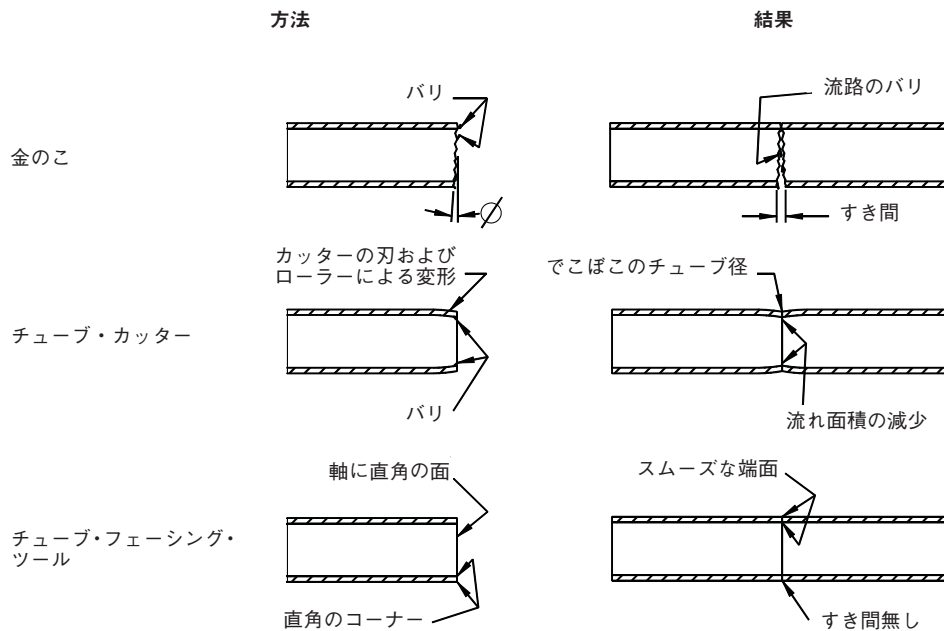 方法
結果
バリ
流路のバリ
金のこ
すき間
カッターの刃および
ローラーによる変形
でこぼこのチューブ径
チューブ・カッター
バリ
流れ面積の減少
軸に直角の面
スムーズな端面
チューブ・フェーシング・
ツール
直角のコーナー
すき間無し